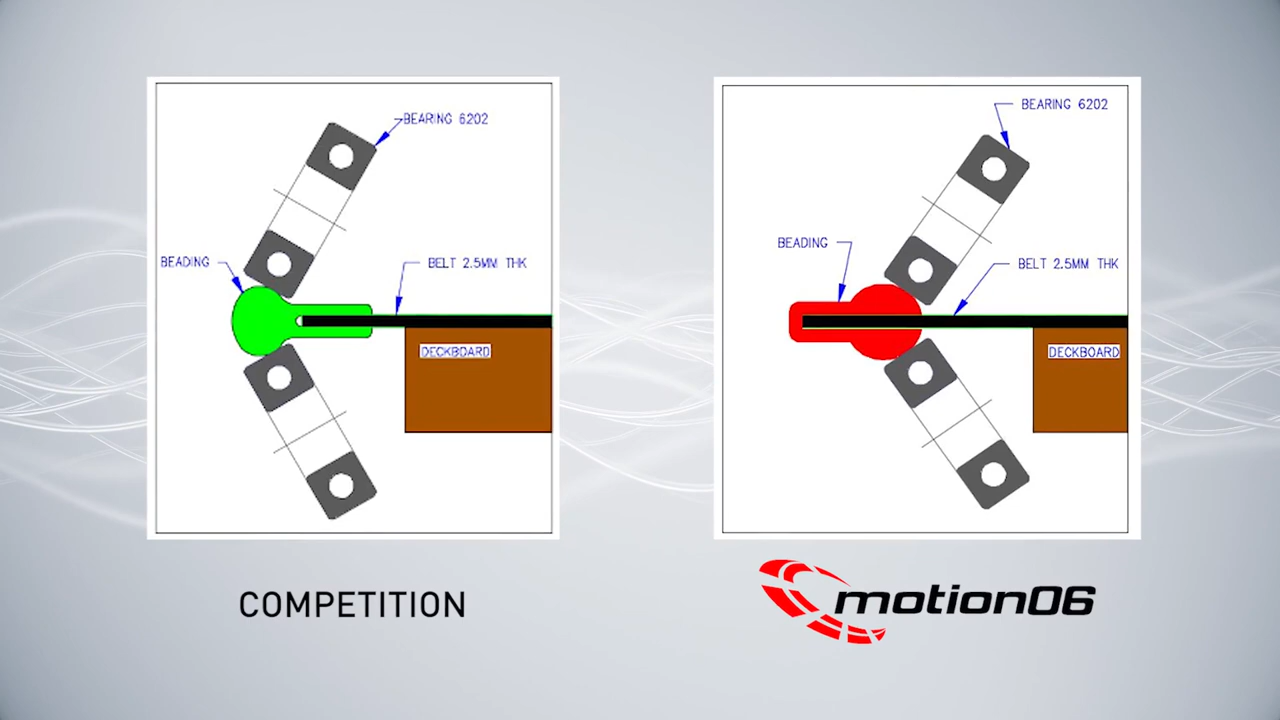 BEARING 6202
BEADING
BELT 2.5MM THK
DECKBOARD
COMPETITION
BEARING 6202
BEADING
BELT 2.5MM THK
DECKBOARD
motion06